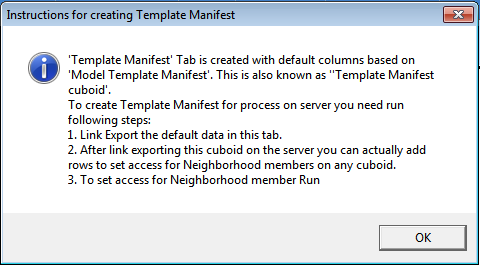 Instructions for creating Template Manifest
'Template Manifest' Tab is created with default columns based on
'Model Template Manifest'. This is also known as ''Template Manifest
cuboid'.
To create Template Manifest for process on server you need run
following steps:
1. Link Export the default data in this tab.
2. After link exporting this cuboid on the server you can actually add
rows to set access for Neighborhood members on any cuboid.
3. To set access for Neighborhood member Run
OK